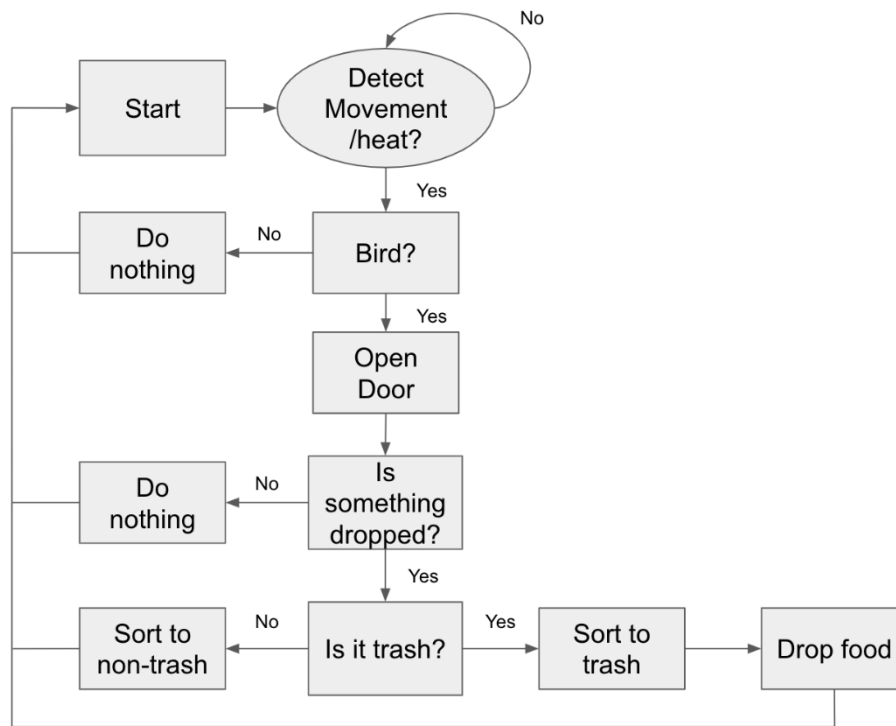 No
Start
Detect
Movement
/heat?
Yes
Do
nothing
No
Bird?
Yes
Open
Door
Do
nothing
No
Is
something
dropped?
Yes
Sort to
non-trash
No
Is it trash?
Yes
Sort to
trash
Drop food